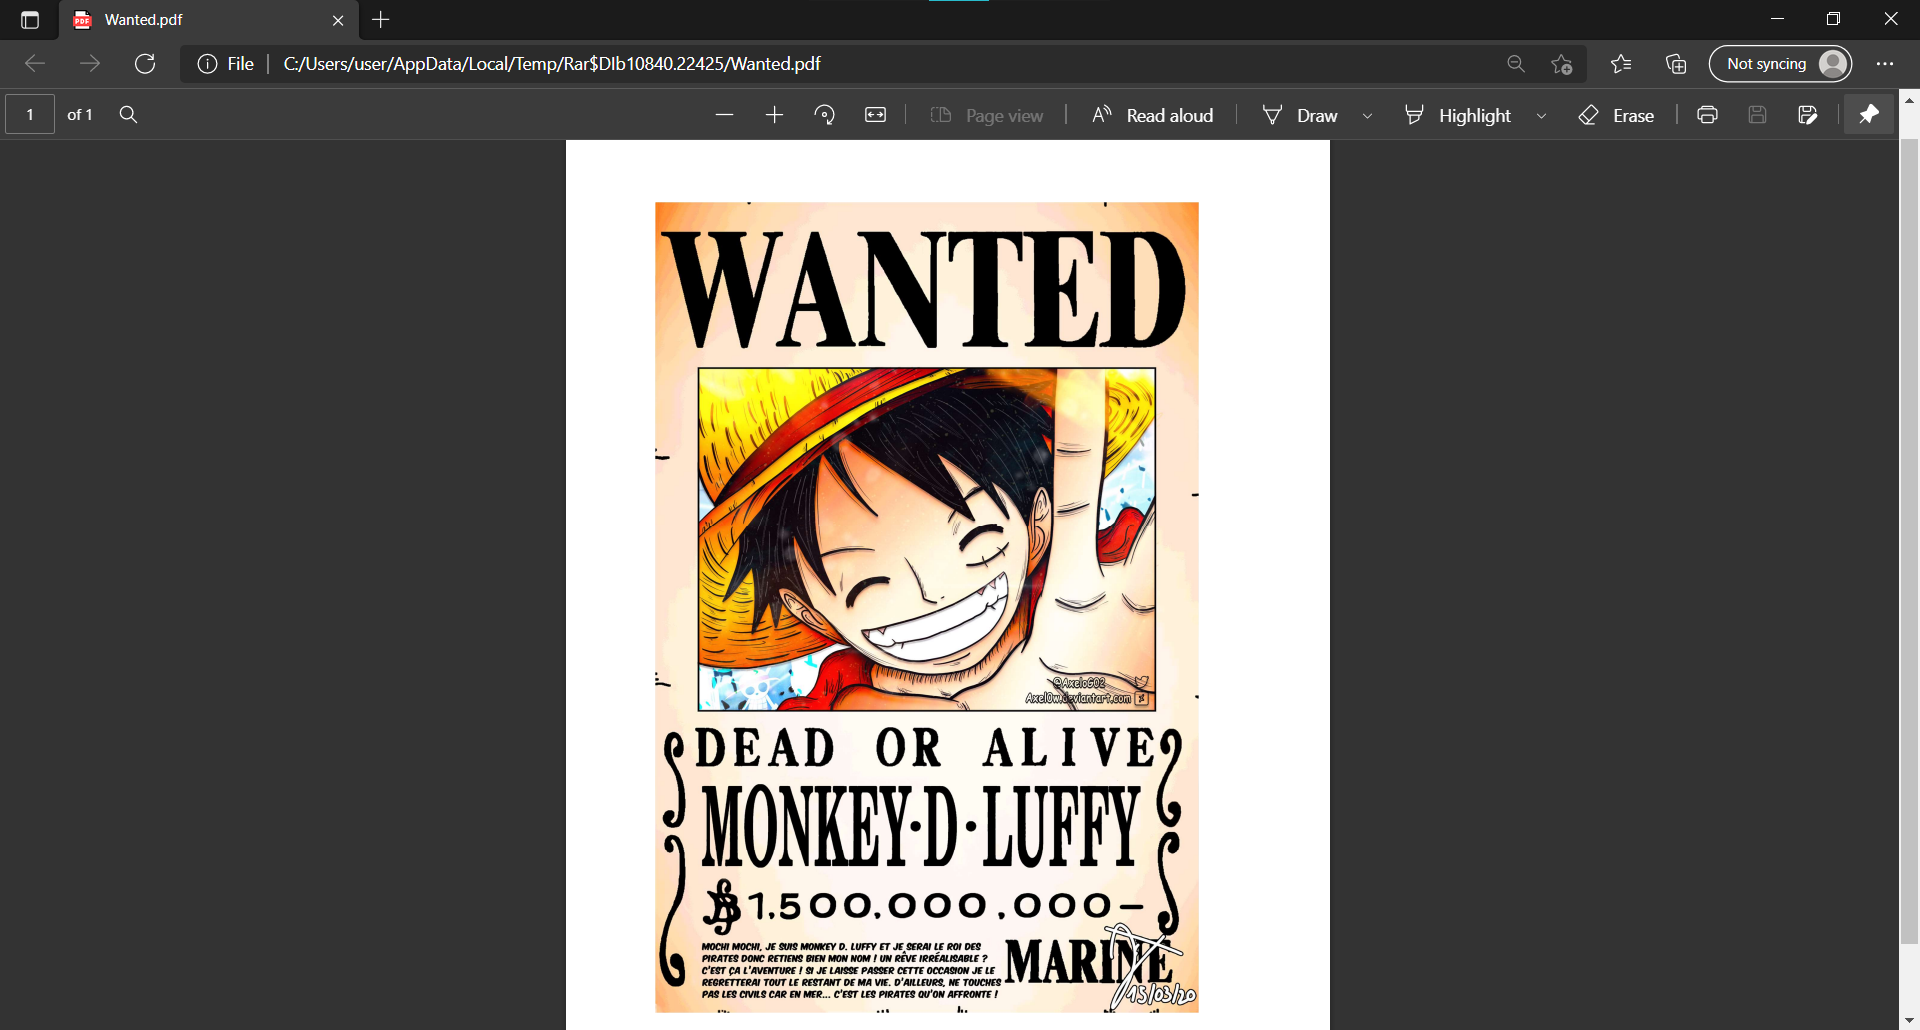 Wanted.pdf
File
C:/Users/user/AppData/Local/Temp/Rar$DIb10840.22425/Wanted.pdf
Not syncing
1 of 1
Page view
Read aloud
Draw
Highlight
Erase
WANTED
@Axelo602
Axel0w.deviantart.com
DEAD OR ALIVE
MONKEY·D·LUFFY
1,500,000,000-
MOCHI MOCHI, JE SUIS MONKEY D. LUFFY ET JE SERAI LE ROI DES
PIRATES DONC RETIENS BIEN MON NOM ! UN RÊVE IRRÉALISABLE ?
C'EST ÇA L'AVENTURE ! SI JE LAISSE PASSER CETTE OCCASION JE LE
REGRETTERAI TOUT LE RESTANT DE MA VIE. D'AILLEURS, NE TOUCHES
PAS LES CIVILS CAR EN MER... C'EST LES PIRATES QU'ON AFFRONTE !
MARINE
15/03/20